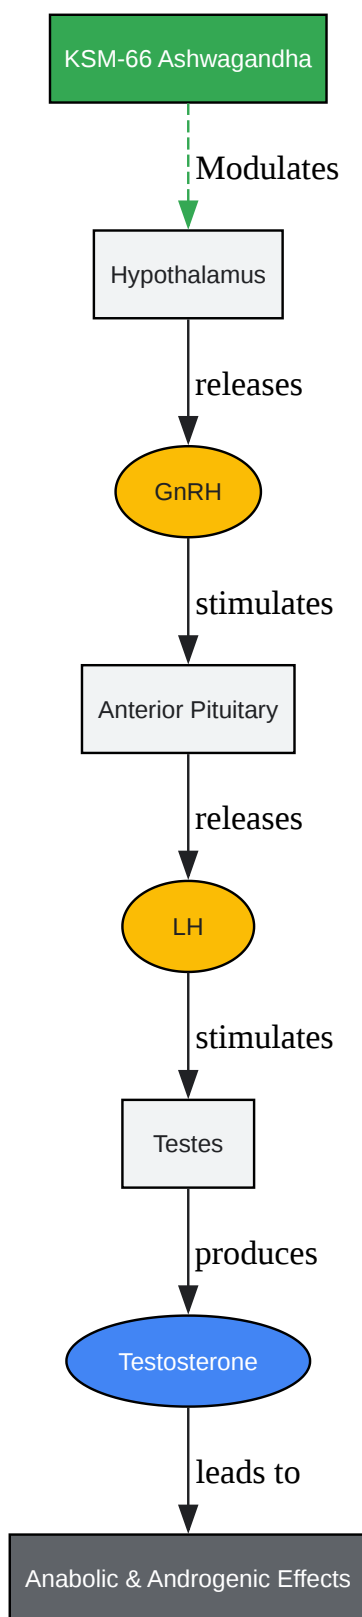 KSM-66 Ashwagandha
Modulates
Hypothalamus
releases
GnRH
stimulates
Anterior Pituitary
releases
LH
stimulates
Testes
produces
Testosterone
leads to
Anabolic & Androgenic Effects